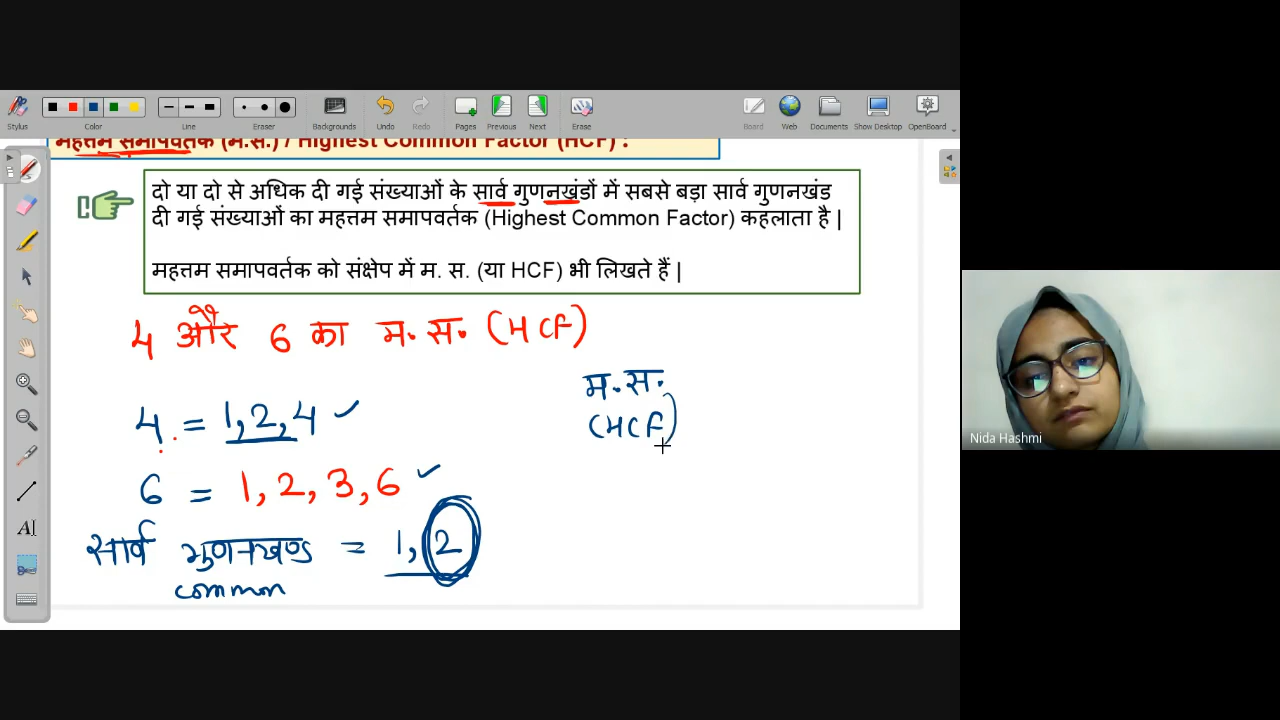 Stylus
Color
Line
Eraser
Backgrounds
Undo
Redo
Pages
Previous
Next
Erase
Board
Web
Documents
Show Desktop
OpenBoard
महत्तम समापवर्तक (म.स.) / Highest Common Factor (HCF) :
दो या दो से अधिक दी गई संख्याओं के सार्व गुणनखंडों में सबसे बड़ा सार्व गुणनखंड
दी गई संख्याओं का महत्तम समापवर्तक (Highest Common Factor) कहलाता है |
महत्तम समापवर्तक को संक्षेप में म. स. (या HCF) भी लिखते हैं |
4 और 6 का म.स. (HCF)
म.स.
(HCF)
4 = 1,2,4
6 = 1,2,3,6
सार्व गुणनखण्ड = 1,2
common
Nida Hashmi